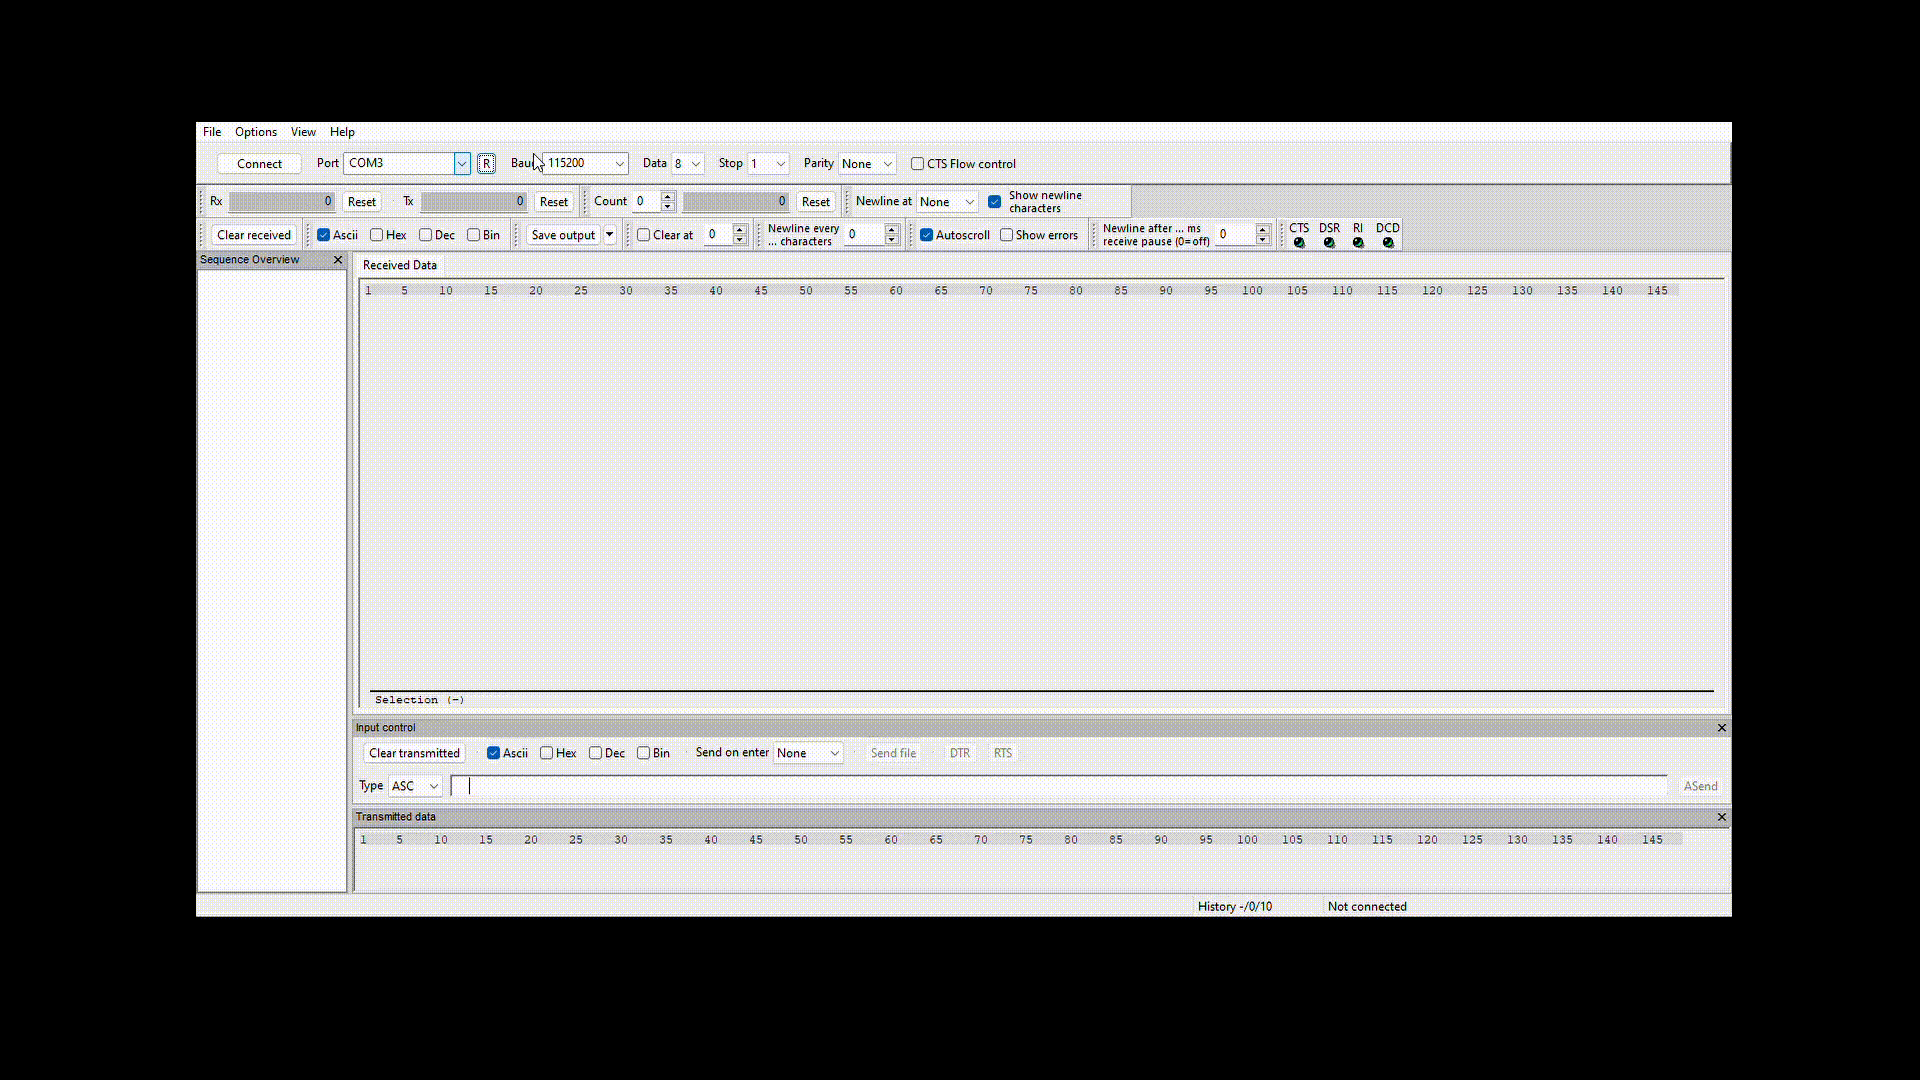 File Options View Help
Connect Port COM3 R Bau 115200 Data 8 Stop 1 Parity None CTS Flow control
Rx 0 Reset Tx 0 Reset Count 0 0 Reset Newline at None Show newline
characters
Clear received Ascii Hex Dec Bin Save output Clear at 0 Newline every
... characters 0 Autoscroll Show errors Newline after ... ms
receive pause (0=off) 0 CTS DSR RI DCD
Sequence Overview
Received Data
1 5 10 15 20 25 30 35 40 45 50 55 60 65 70 75 80 85 90 95 100 105 110 115 120 125 130 135 140 145
Selection (-)
Input control
Clear transmitted Ascii Hex Dec Bin Send on enter None Send file DTR RTS
Type ASC ASend
Transmitted data
1 5 10 15 20 25 30 35 40 45 50 55 60 65 70 75 80 85 90 95 100 105 110 115 120 125 130 135 140 145
History -/0/10 Not connected